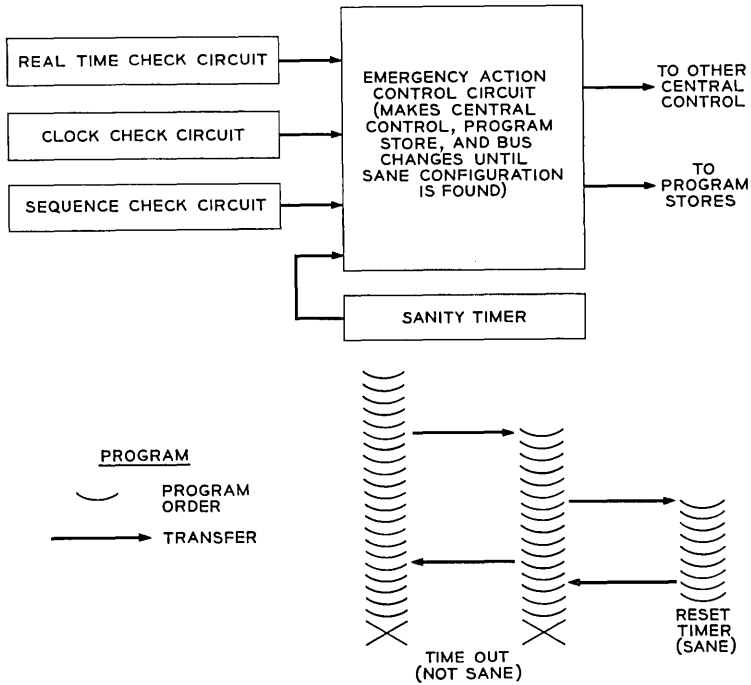 REAL TIME CHECK CIRCUIT
CLOCK CHECK CIRCUIT
SEQUENCE CHECK CIRCUIT
EMERGENCY ACTION
CONTROL CIRCUIT
(MAKES CENTRAL
CONTROL, PROGRAM
STORE, AND BUS
CHANGES UNTIL
SANE CONFIGURATION
IS FOUND)
TO OTHER
CENTRAL
CONTROL
TO
PROGRAM
STORES
SANITY TIMER
PROGRAM
PROGRAM
ORDER
TRANSFER
TIME OUT
(NOT SANE)
RESET
TIMER
(SANE)